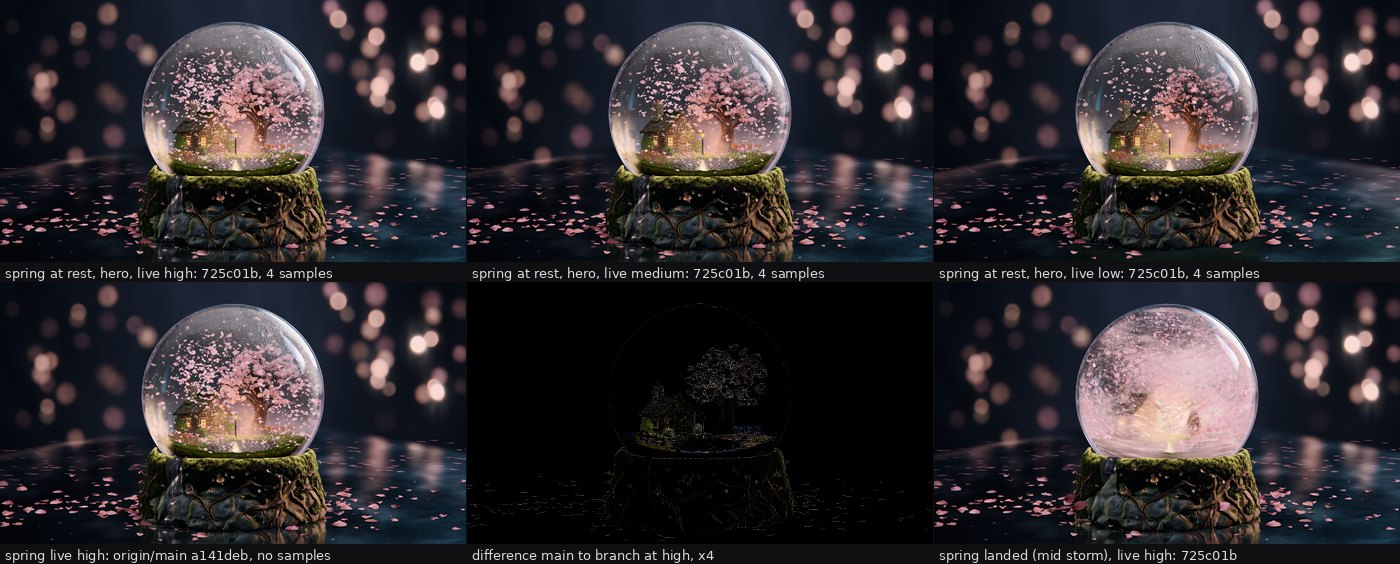 spring at rest, hero, live high: 725c01b, 4 samples
spring at rest, hero, live medium: 725c01b, 4 samples
spring at rest, hero, live low: 725c01b, 4 samples
spring live high: origin/main a141deb, no samples
difference main to branch at high, x4
spring landed (mid storm), live high: 725c01b